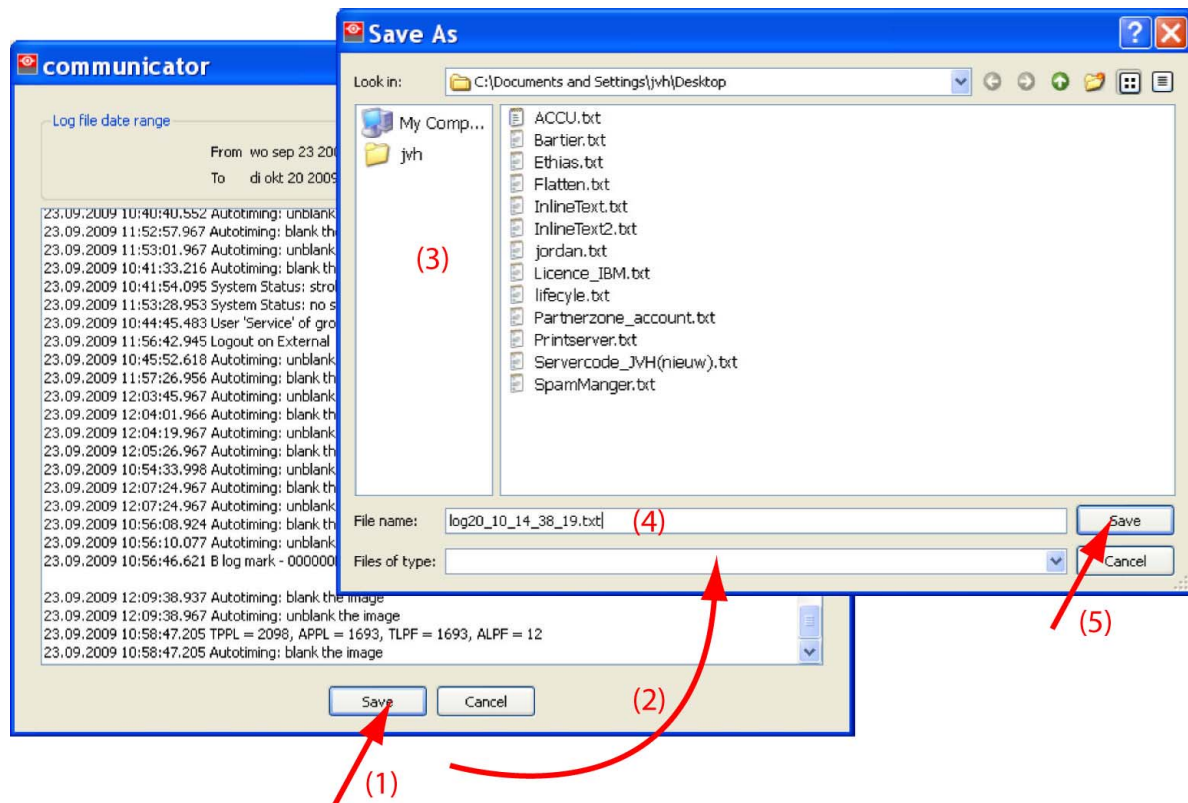 communicator
Log file date range
From wo sep 23 200
To di okt 20 2009
23.09.2009 10:40:40.552 Autotiming: unblank
23.09.2009 11:52:57.967 Autotiming: blank the
23.09.2009 11:53:01.967 Autotiming: unblank
23.09.2009 10:41:33.216 Autotiming: blank th
23.09.2009 10:41:54.095 System Status: stro
23.09.2009 11:53:28.953 System Status: no s
23.09.2009 10:44:45.483 User 'Service' of gro
23.09.2009 11:56:42.945 Logout on External
23.09.2009 10:45:52.618 Autotiming: unblank
23.09.2009 11:57:26.956 Autotiming: blank th
23.09.2009 12:03:45.967 Autotiming: unblank
23.09.2009 12:04:01.966 Autotiming: blank th
23.09.2009 12:04:19.967 Autotiming: unblank
23.09.2009 12:05:26.967 Autotiming: blank th
23.09.2009 10:54:33.998 Autotiming: unblank
23.09.2009 12:07:24.967 Autotiming: blank th
23.09.2009 12:07:24.967 Autotiming: unblank
23.09.2009 10:56:08.924 Autotiming: blank th
23.09.2009 10:56:10.077 Autotiming: unblank
23.09.2009 10:56:46.621 B log mark - 000000
23.09.2009 12:09:38.937 Autotiming: blank the image
23.09.2009 12:09:38.967 Autotiming: unblank the image
23.09.2009 10:58:47.205 TPPL = 2098, APPL = 1693, TLPF = 1693, ALPF = 12
23.09.2009 10:58:47.205 Autotiming: blank the image
Save Cancel
(1)
(2)
Save As
Look in: C:\Documents and Settings\jvh\Desktop
My Comp...
jvh
(3)
ACCU.txt
Bartier.txt
Ethias.txt
Flatten.txt
InlineText.txt
InlineText2.txt
jordan.txt
Licence_IBM.txt
lifecyle.txt
Partnerzone_account.txt
Printserver.txt
Servercode_JVH(nieuw).txt
SpamManger.txt
File name: log20_10_14_38_19.txt (4) Save
Files of type: Cancel
(5)